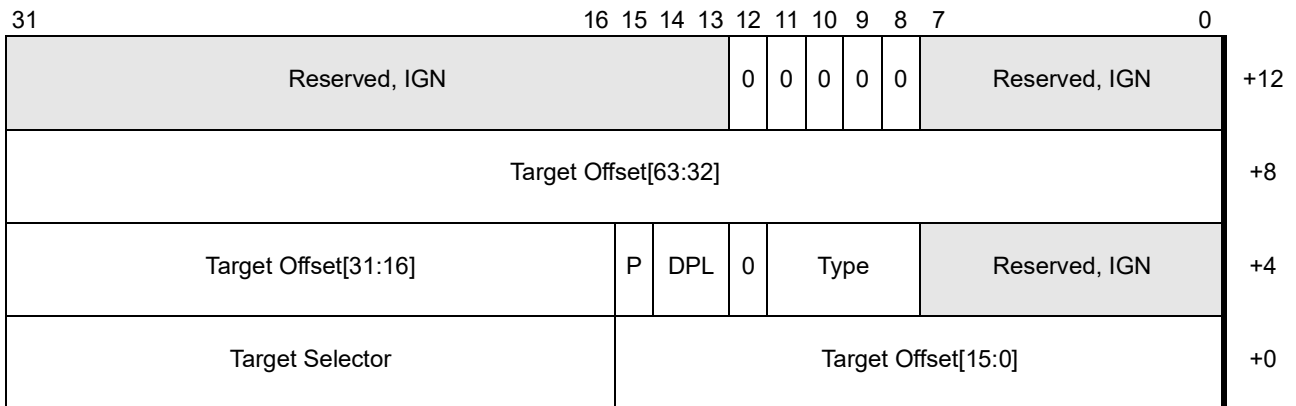 31 16 15 14 13 12 11 10 9 8 7 0
Reserved, IGN 0 0 0 0 0 Reserved, IGN +12
Target Offset[63:32] +8
Target Offset[31:16] P DPL 0 Type Reserved, IGN +4
Target Selector Target Offset[15:0] +0